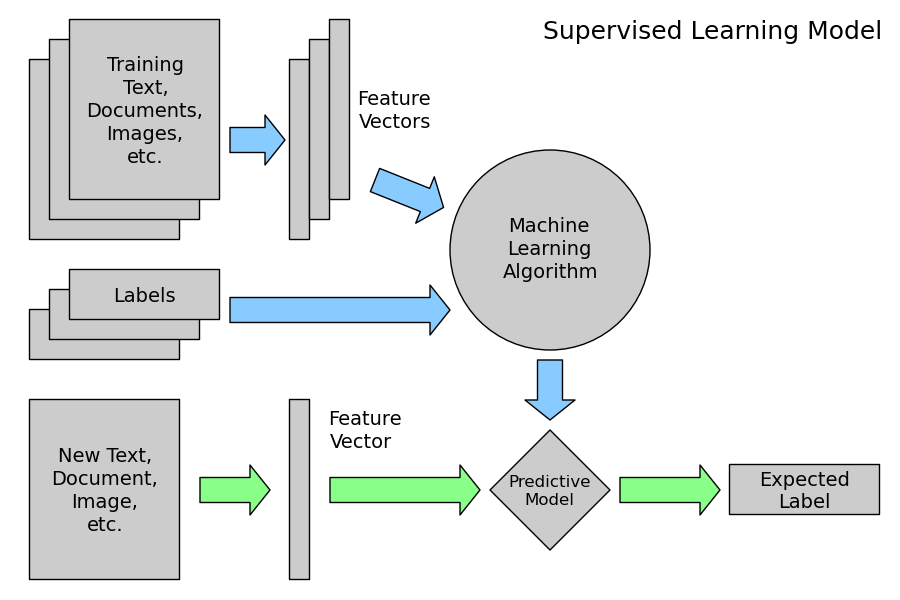 Supervised Learning Model
Training
Text,
Documents,
Images,
etc.
Feature
Vectors
Machine
Learning
Algorithm
Labels
New Text,
Document,
Image,
etc.
Feature
Vector
Predictive
Model
Expected
Label